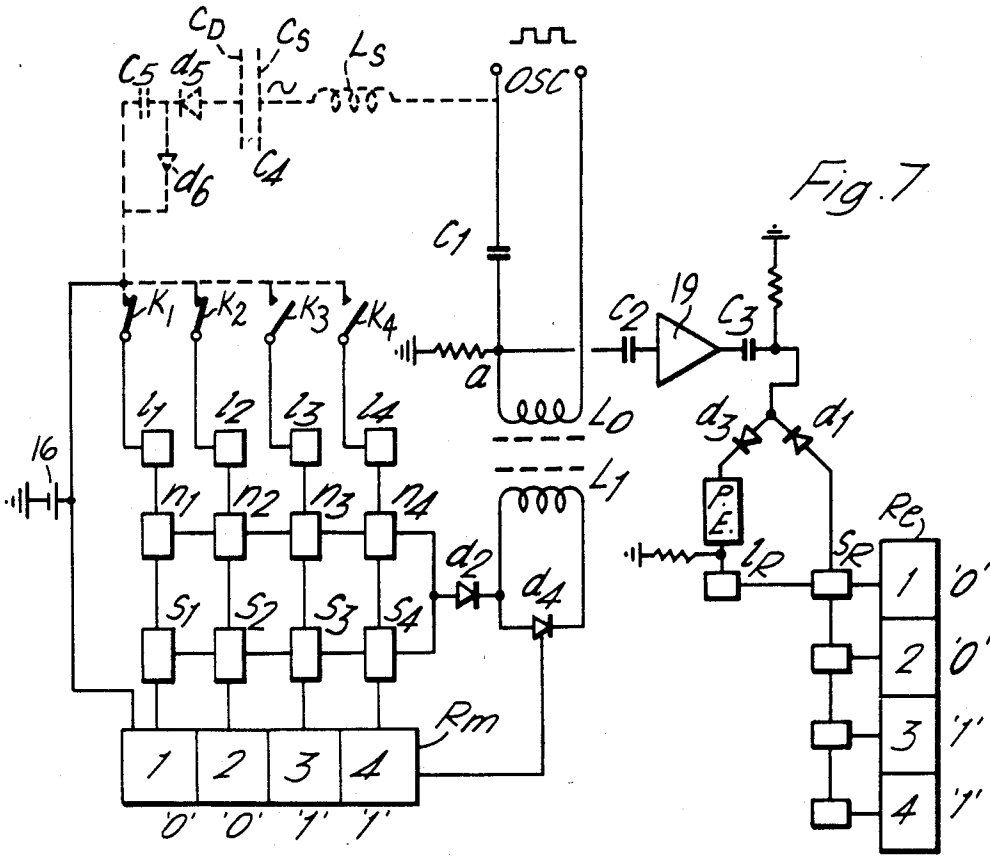 CD CS LS
OSC
C5 d5
C4
d6
Fig. 7
C1
K1 K2 K3 K4
C2 19 C3
a
l1 l2 l3 l4
LO
d3 d1
16
n1 n2 n3 n4
L1
P.E.
Re
d2 d4
lR sR
s1 s2 s3 s4
1 '0'
2 '0'
Rm
1 2 3 4
3 '1'
'0' '0' '1' '1'
4 '1'